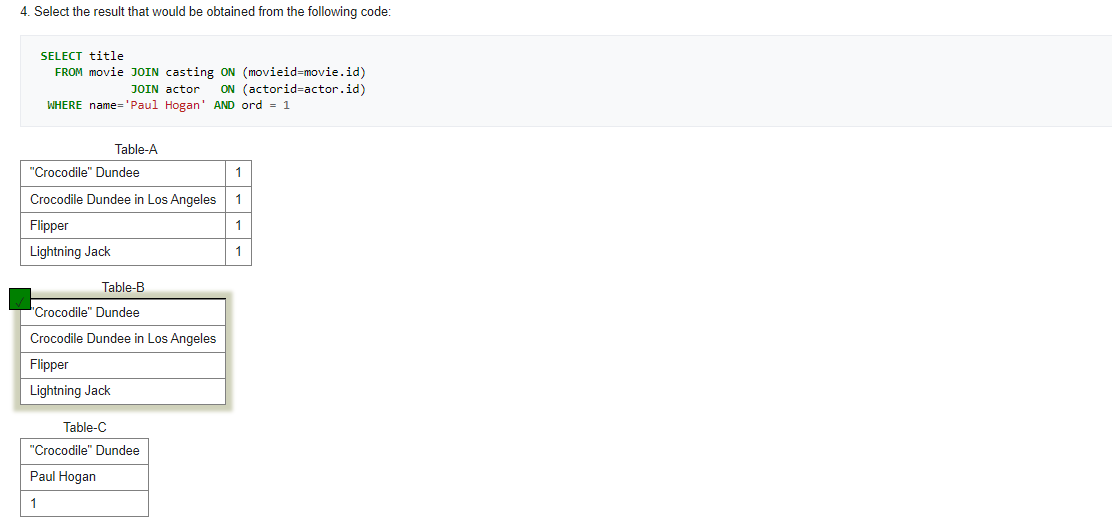 4. Select the result that would be obtained from the following code:
SELECT title
FROM movie JOIN casting ON (movieid=movie.id)
JOIN actor   ON (actorid=actor.id)
WHERE name='Paul Hogan' AND ord = 1
Table-A
"Crocodile" Dundee 1
Crocodile Dundee in Los Angeles 1
Flipper 1
Lightning Jack 1
Table-B
"Crocodile" Dundee
Crocodile Dundee in Los Angeles
Flipper
Lightning Jack
Table-C
"Crocodile" Dundee
Paul Hogan
1